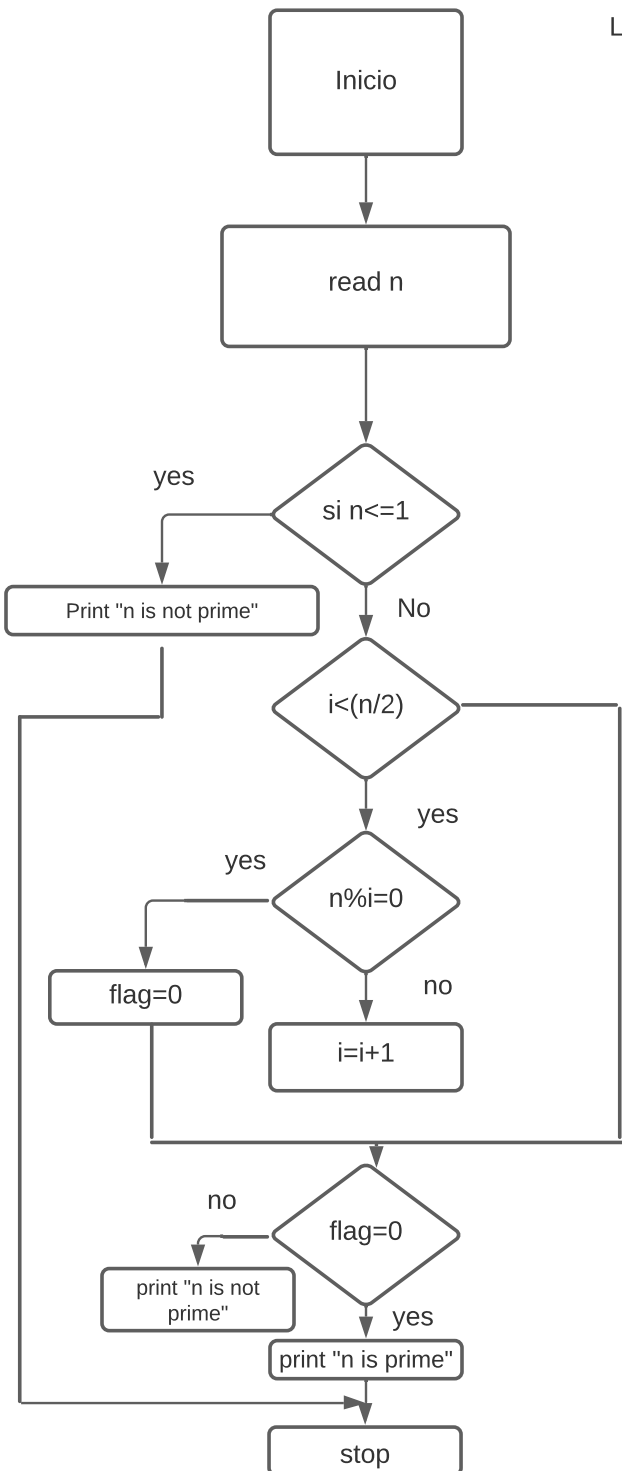 L
Inicio
read n
yes
si n<=1
Print "n is not prime"
No
i<(n/2)
yes
yes
n%i=0
flag=0
no
i=i+1
no
flag=0
print "n is not
prime"
yes
print "n is prime"
stop